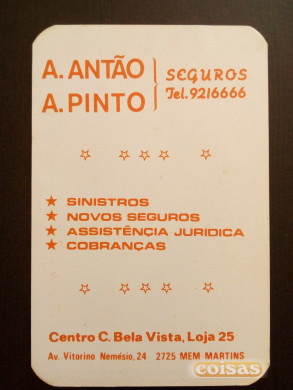 A. ANTÃO
A. PINTO
SEGUROS
Tel. 9216666
SINISTROS
NOVOS SEGUROS
ASSISTÊNCIA JURIDICA
COBRANÇAS
Centro C. Bela Vista, Loja 25
Av. Vitorino Nemésio, 24 2725 MEM MARTINS
coisas